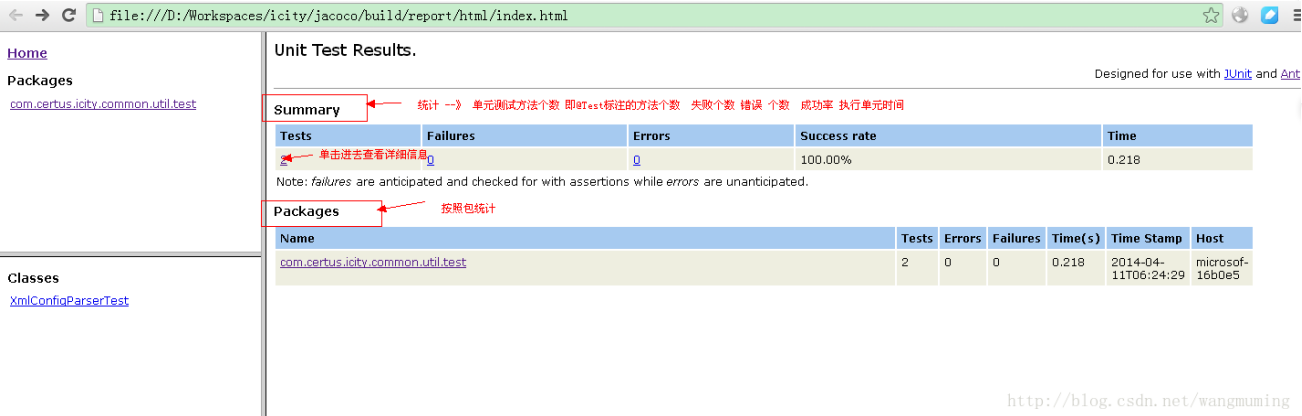 file:///D:/Workspaces/icity/jacoco/build/report/html/index.html
Home
Packages
com.certus.icity.common.util.test
Classes
XmlConfigParserTest
Unit Test Results.
Designed for use with JUnit and Ant
Summary
统计 --》 单元测试方法个数 即@Test标注的方法个数 失败个数 错误 个数 成功率 执行单元时间
Tests Failures Errors Success rate Time
2 单击进去查看详细信息 0 0 100.00% 0.218
Note: failures are anticipated and checked for with assertions while errors are unanticipated.
Packages
按照包统计
Name Tests Errors Failures Time(s) Time Stamp Host
com.certus.icity.common.util.test 2 0 0 0.218 2014-04- microsof-
11T06:24:29 16b0e5
http://blog.csdn.net/wangmuming